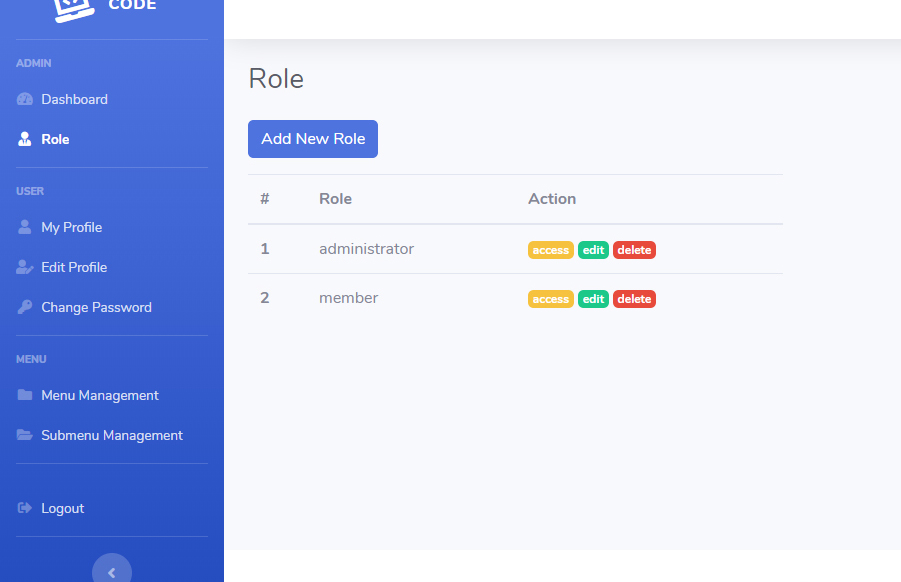 CODE
ADMIN
Dashboard
Role
USER
My Profile
Edit Profile
Change Password
MENU
Menu Management
Submenu Management
Logout
Role
Add New Role
# Role Action
1 administrator access edit delete
2 member access edit delete